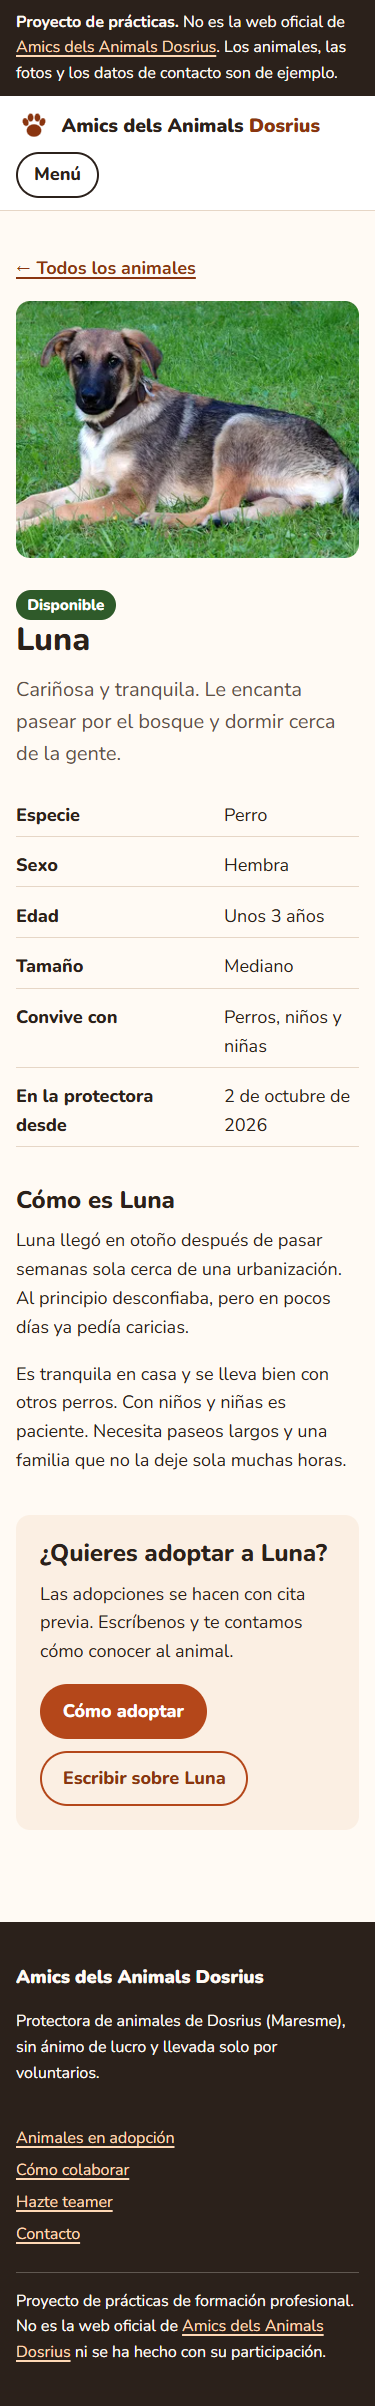 Proyecto de prácticas. No es la web oficial de
Amics dels Animals Dosrius. Los animales, las
fotos y los datos de contacto son de ejemplo.
Amics dels Animals Dosrius
Menú
← Todos los animales
Disponible
Luna
Cariñosa y tranquila. Le encanta
pasear por el bosque y dormir cerca
de la gente.
Especie Perro
Sexo Hembra
Edad Unos 3 años
Tamaño Mediano
Convive con Perros, niños y
niñas
En la protectora 2 de octubre de
desde 2026
Cómo es Luna
Luna llegó en otoño después de pasar
semanas sola cerca de una urbanización.
Al principio desconfiaba, pero en pocos
días ya pedía caricias.
Es tranquila en casa y se lleva bien con
otros perros. Con niños y niñas es
paciente. Necesita paseos largos y una
familia que no la deje sola muchas horas.
¿Quieres adoptar a Luna?
Las adopciones se hacen con cita
previa. Escríbenos y te contamos
cómo conocer al animal.
Cómo adoptar
Escribir sobre Luna
Amics dels Animals Dosrius
Protectora de animales de Dosrius (Maresme),
sin ánimo de lucro y llevada solo por
voluntarios.
Animales en adopción
Cómo colaborar
Hazte teamer
Contacto
Proyecto de prácticas de formación profesional.
No es la web oficial de Amics dels Animals
Dosrius ni se ha hecho con su participación.